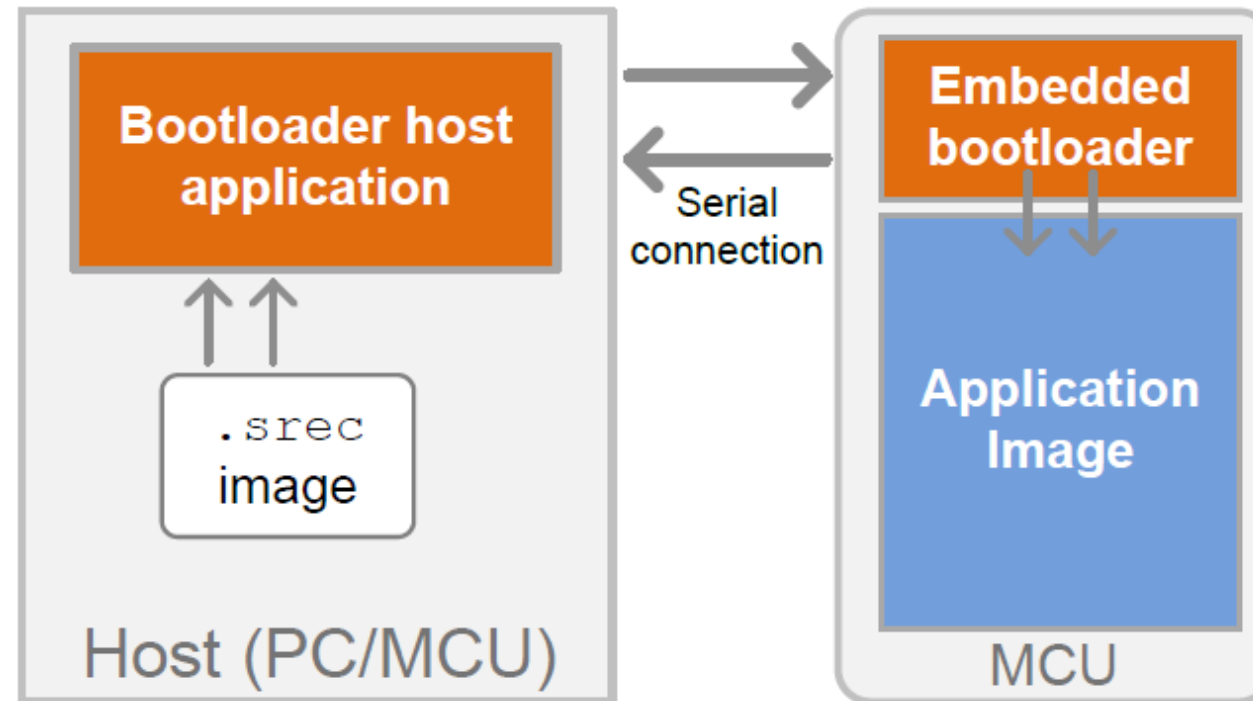 Bootloader host
application
.srec
image
Host (PC/MCU)
Serial
connection
Embedded
bootloader
Application
Image
MCU